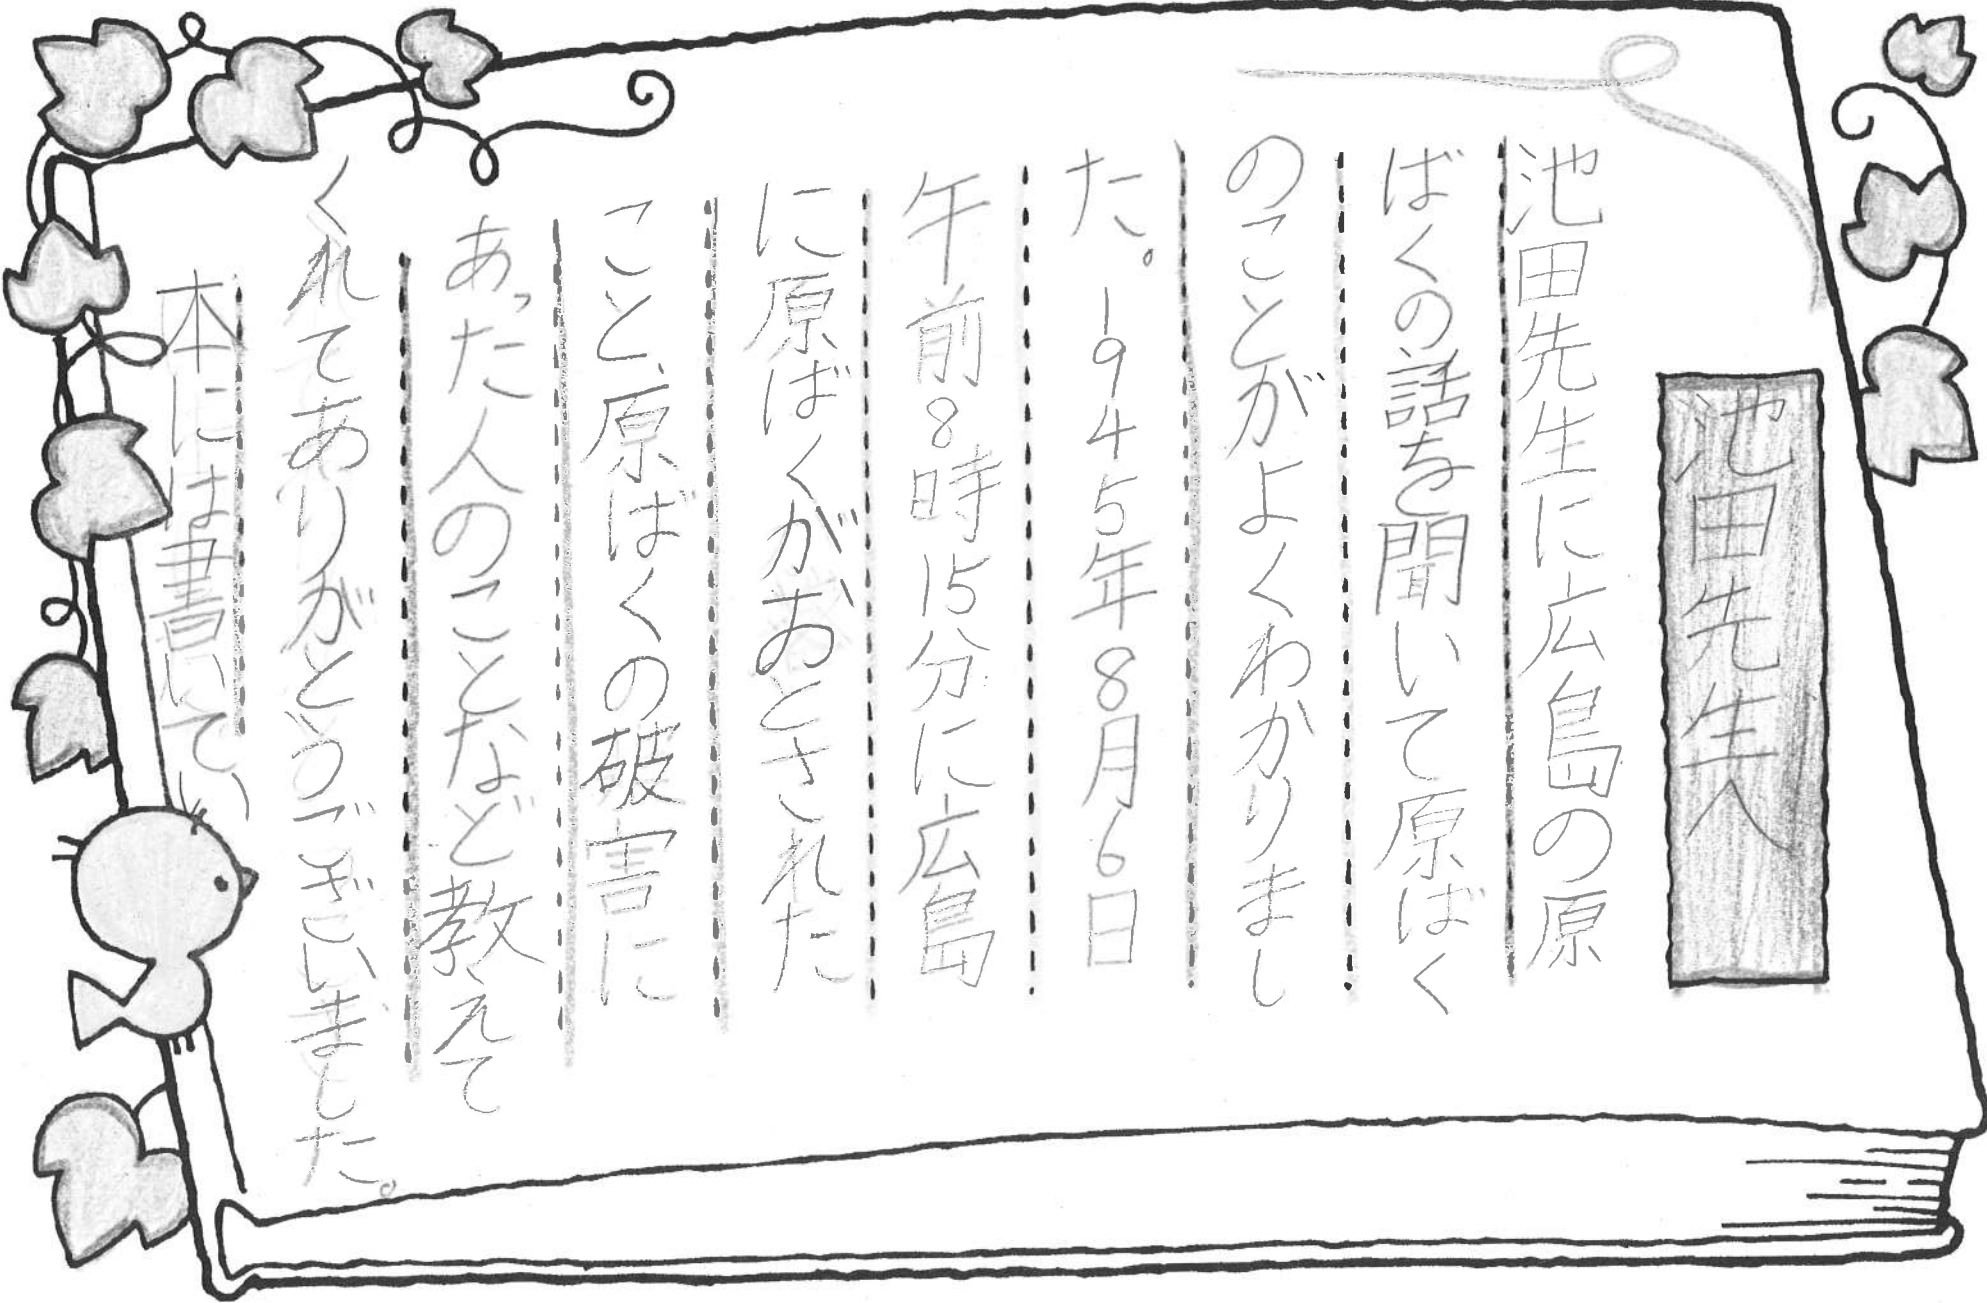 池田先生へ
池田先生に広島の原
ばくの話を聞いて原ばく
のことがよくわかりまし
た。1945年8月6日
午前8時15分に広島
に原ばくがおとされた
こと、原ばくの破害に
あった人のことなど教えて
くれてありがとうございました。
本には書いて、